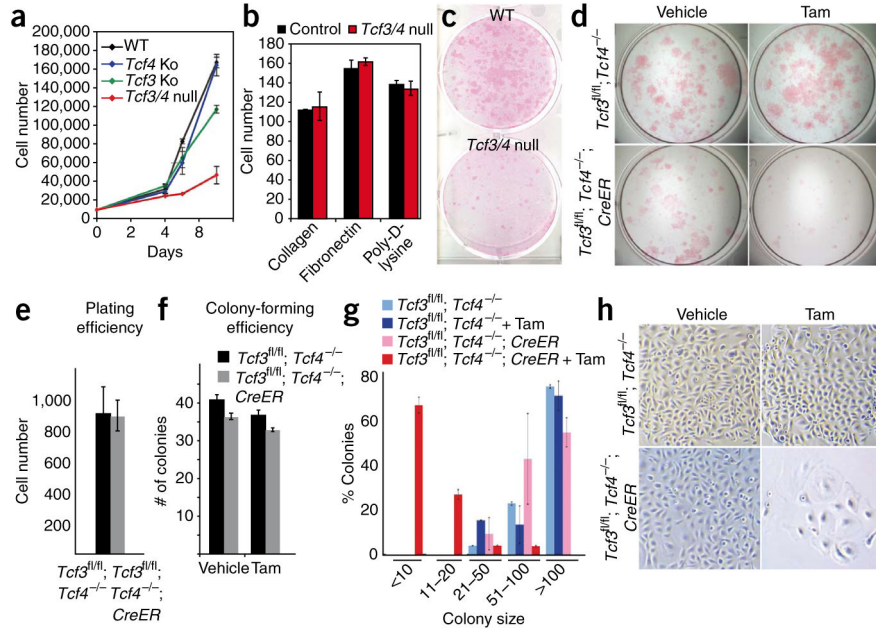 a
Cell number
200,000
180,000
160,000
140,000
120,000
100,000
80,000
60,000
40,000
20,000
0
WT
Tcf4 Ko
Tcf3 Ko
Tcf3/4 null
0
4
8
Days
b
Control
Tcf3/4 null
Cell number
180
160
140
120
100
80
60
40
20
0
Collagen
Fibronectin
Poly-D-
lysine
c
WT
Tcf3/4 null
d
Vehicle
Tam
Tcf3fl/fl; Tcf4−/−
Tcf3fl/fl; Tcf4−/−;
CreER
e
Plating
efficiency
Cell number
1,000
800
600
400
200
Tcf3fl/fl; Tcf3fl/fl;
Tcf4−/− Tcf4−/−;
CreER
f
Colony-forming
efficiency
Tcf3fl/fl; Tcf4−/−
Tcf3fl/fl; Tcf4−/−;
CreER
# of colonies
40
30
20
10
Vehicle
Tam
g
Tcf3fl/fl; Tcf4−/−
Tcf3fl/fl; Tcf4−/− + Tam
Tcf3fl/fl; Tcf4−/−; CreER
Tcf3fl/fl; Tcf4−/−; CreER + Tam
% Colonies
80
60
40
20
0
<10
11–20
21–50
51–100
>100
Colony size
h
Vehicle
Tam
Tcf3fl/fl; Tcf4−/−
Tcf3fl/fl; Tcf4−/−;
CreER